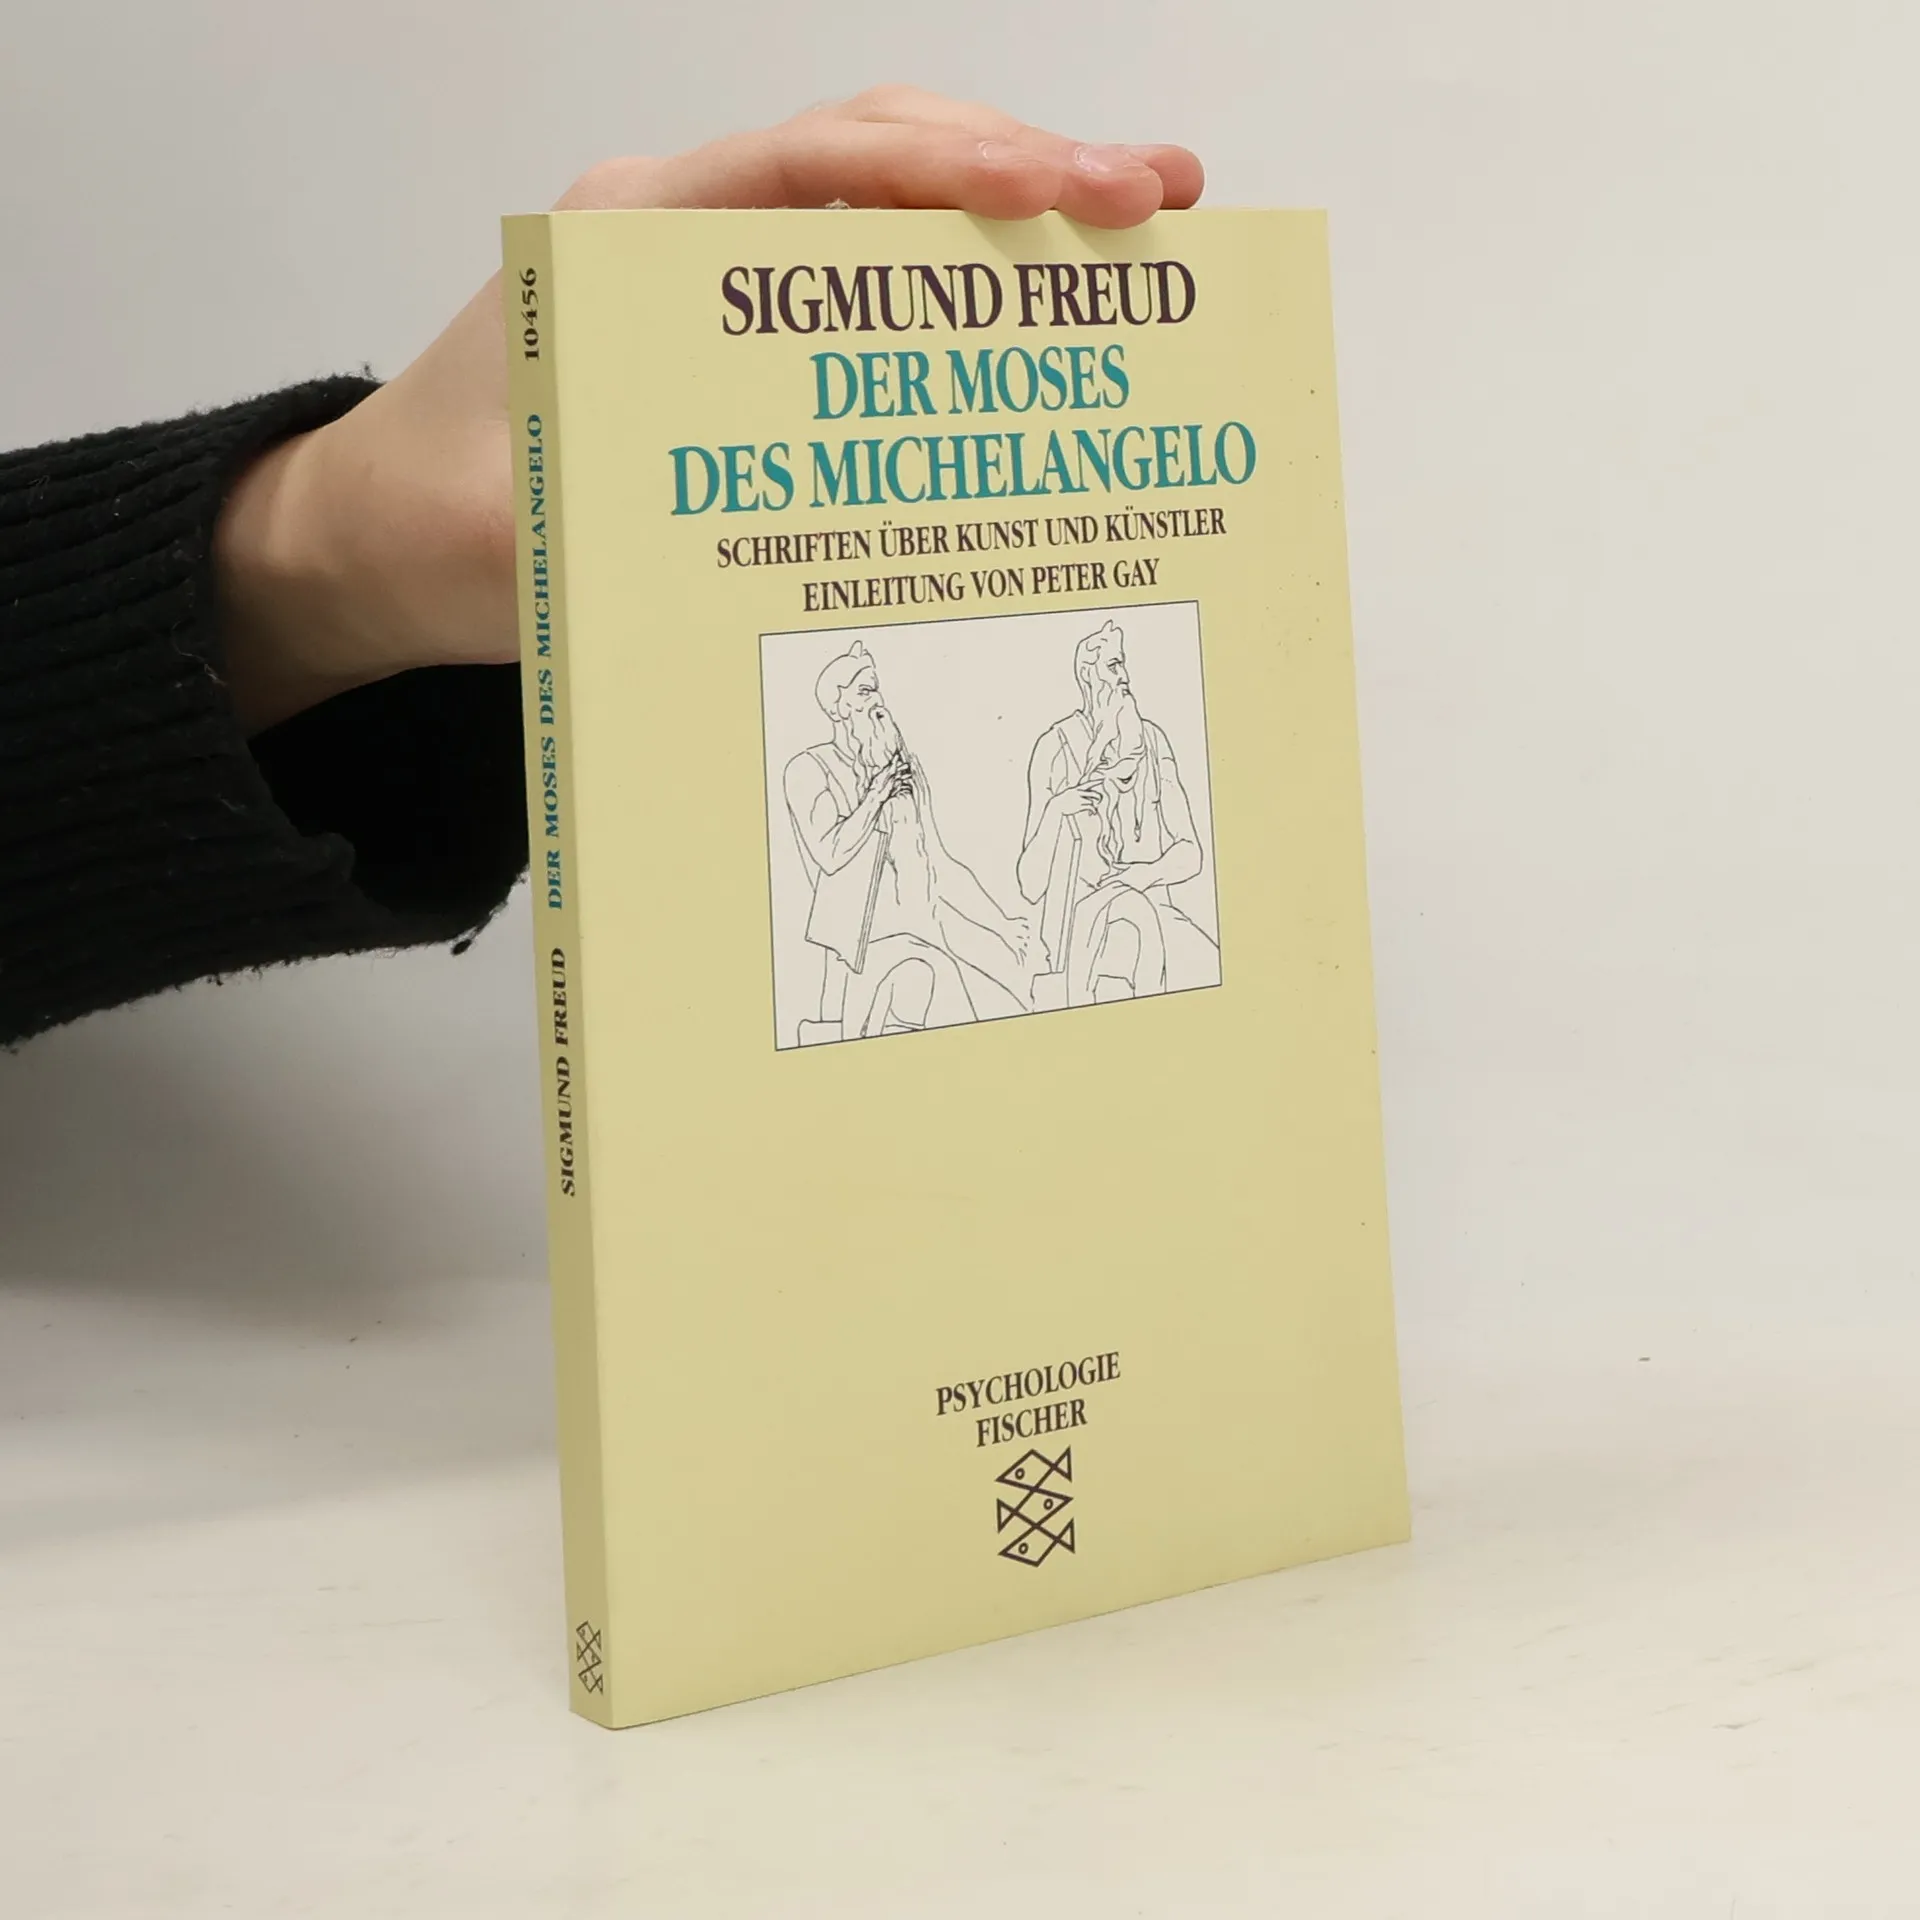 SIGMUND FREUD
DER MOSES
DES MICHELANGELO
SCHRIFTEN ÜBER KUNST UND KÜNSTLER
EINLEITUNG VON PETER GAY
PSYCHOLOGIE
FISCHER
SIGMUND FREUD DER MOSES DES MICHELANGELO 10456